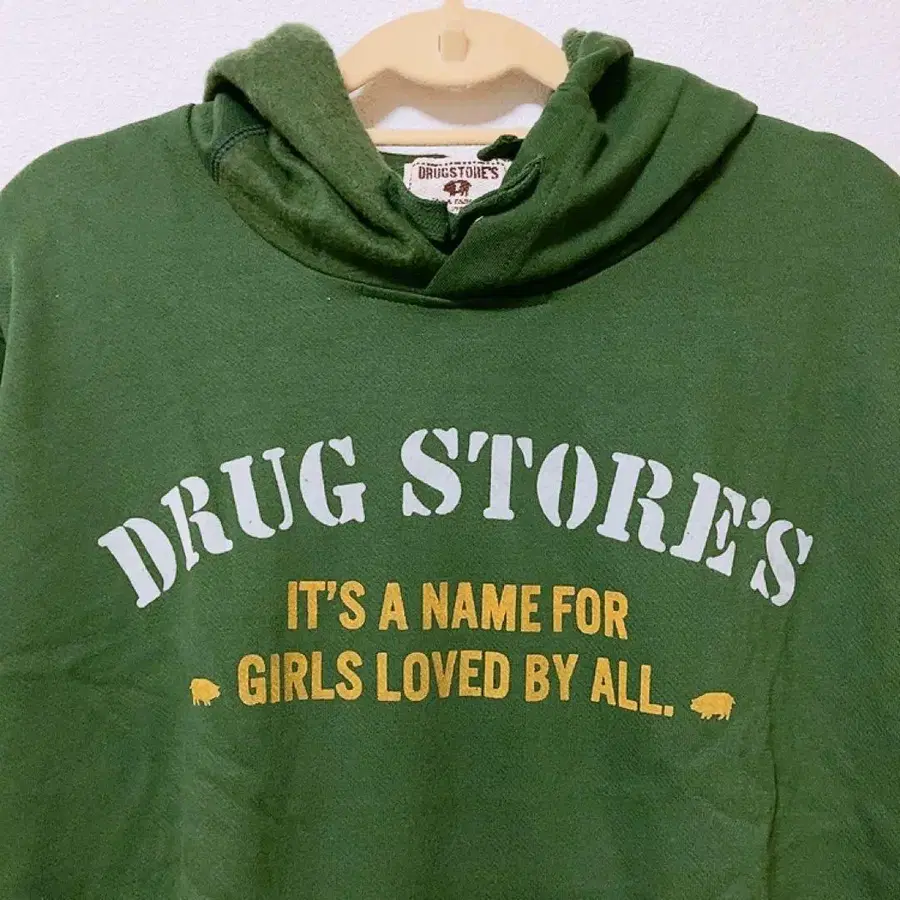 DRUGSTORE'S
DRUG STORE'S
IT'S A NAME FOR
GIRLS LOVED BY ALL.